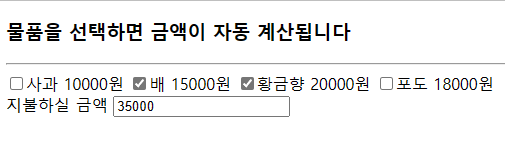 물품을 선택하면 금액이 자동 계산됩니다
사과 10000원 배 15000원 황금향 20000원 포도 18000원
지불하실 금액 35000